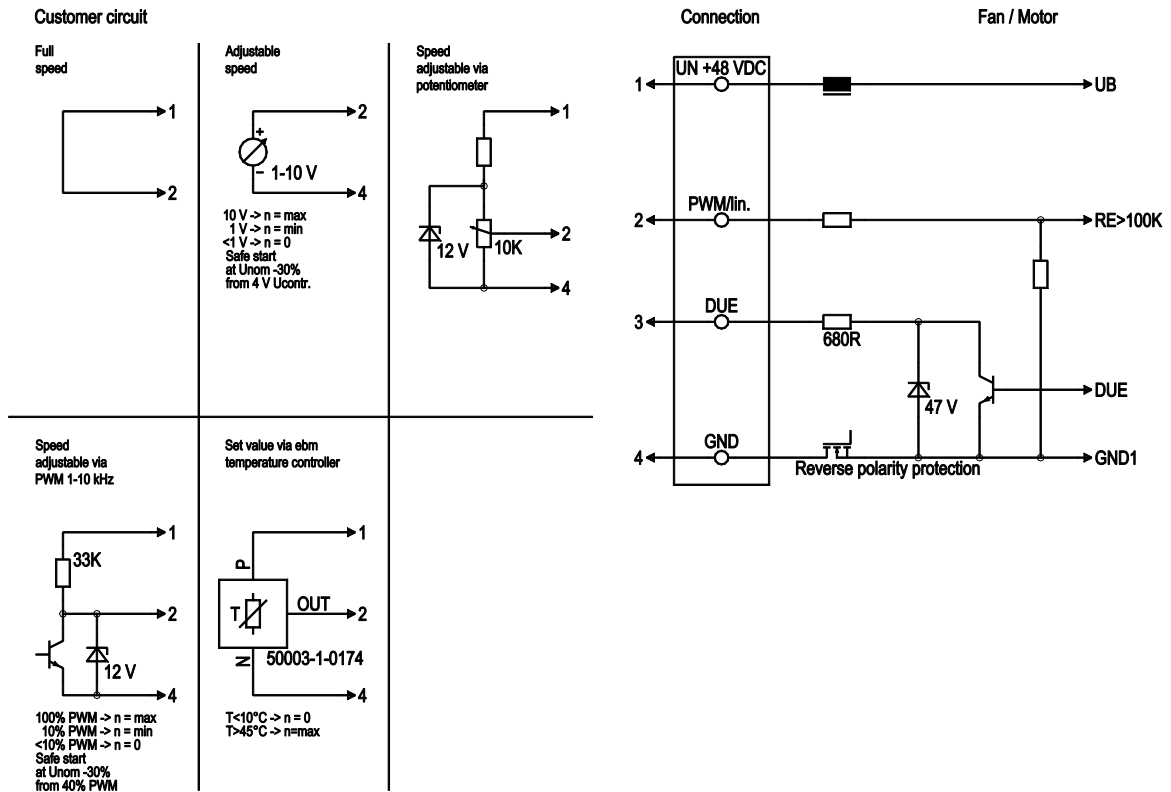 Customer circuit
Full
speed
1
2
Adjustable
speed
2
+
1-10 V
−
4
10 V -> n = max
1 V -> n = min
<1 V -> n = 0
Safe start
at Unom -30%
from 4 V Ucontr.
Speed
adjustable via
potentiometer
1
2
12 V
10K
4
Speed
adjustable via
PWM 1-10 kHz
1
33K
2
12 V
4
100% PWM -> n = max
10% PWM -> n = min
<10% PWM -> n = 0
Safe start
at Unom -30%
from 40% PWM
Set value via ebm
temperature controller
1
P
T
OUT
2
N
50003-1-0174
4
T<10°C -> n = 0
T>45°C -> n=max
Connection
Fan / Motor
UN +48 VDC
1
UB
PWM/lin.
2
RE>100K
DUE
3
680R
47 V
DUE
GND
4
GND1
Reverse polarity protection